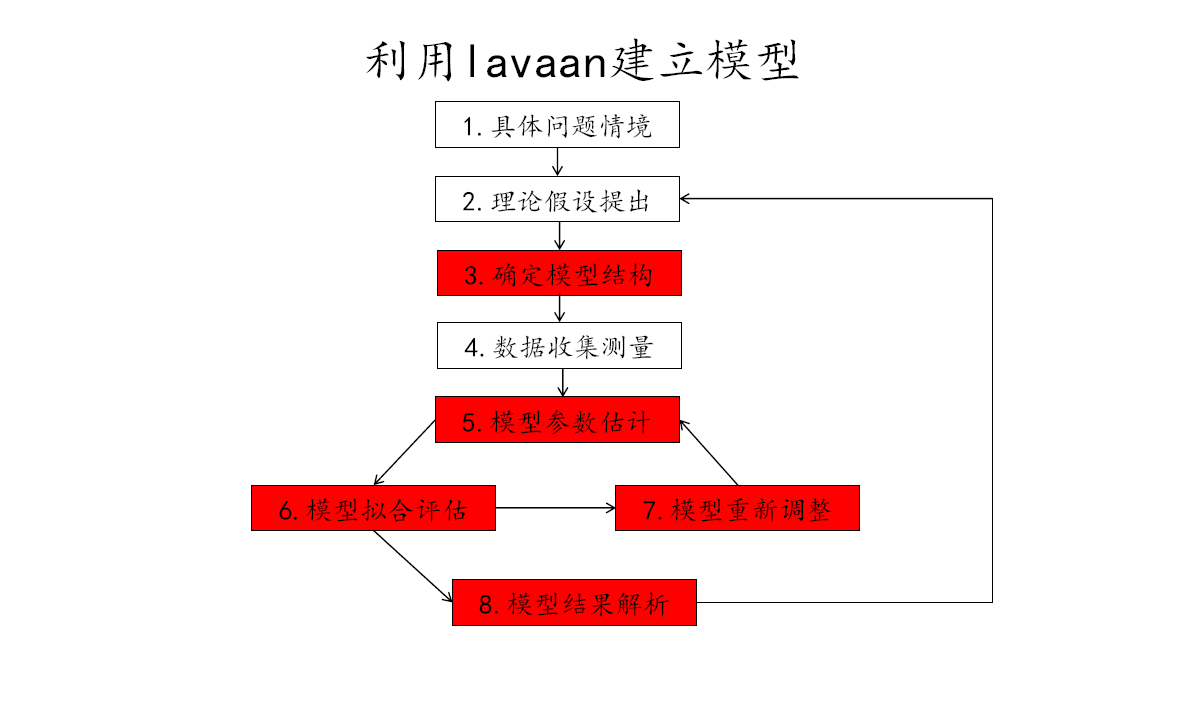 利用lavaan建立模型
1.具体问题情境
2.理论假设提出
3.确定模型结构
4.数据收集测量
5.模型参数估计
6.模型拟合评估
7.模型重新调整
8.模型结果解析